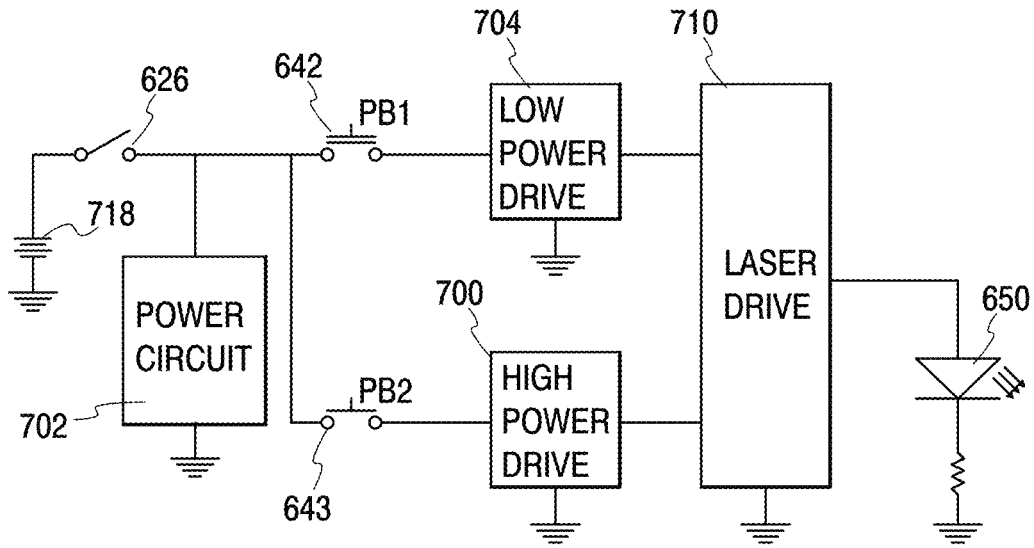 704
710
642
626
PB1
LOW
POWER
DRIVE
718
700
LASER
DRIVE
650
POWER
CIRCUIT
HIGH
POWER
DRIVE
PB2
702
643